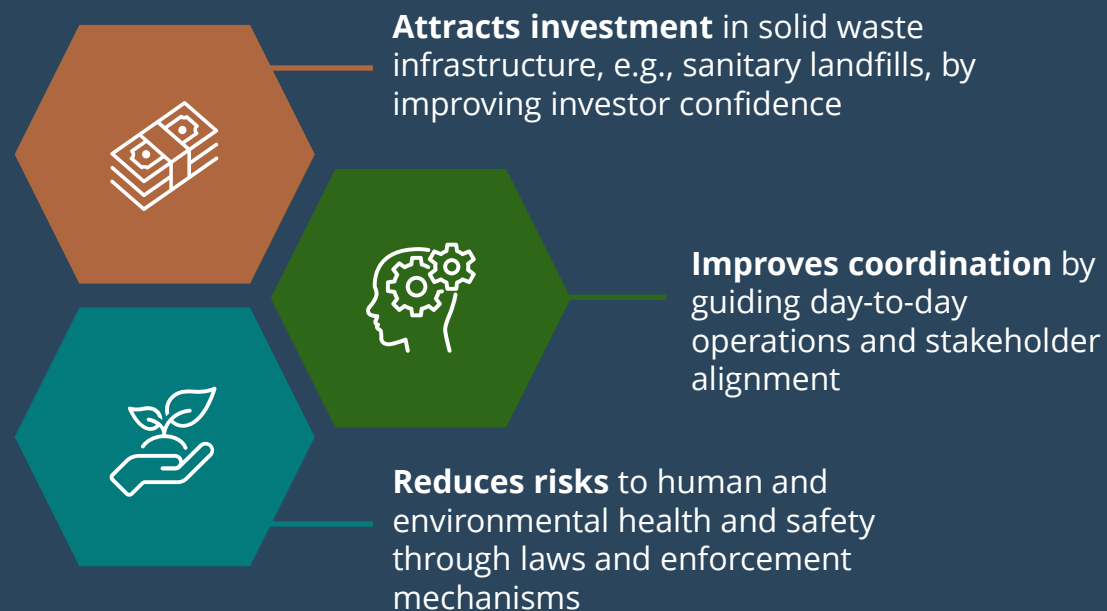 Attracts investment in solid waste
infrastructure, e.g., sanitary landfills, by
improving investor confidence
Improves coordination by
guiding day-to-day
operations and stakeholder
alignment
Reduces risks to human and
environmental health and safety
through laws and enforcement
mechanisms